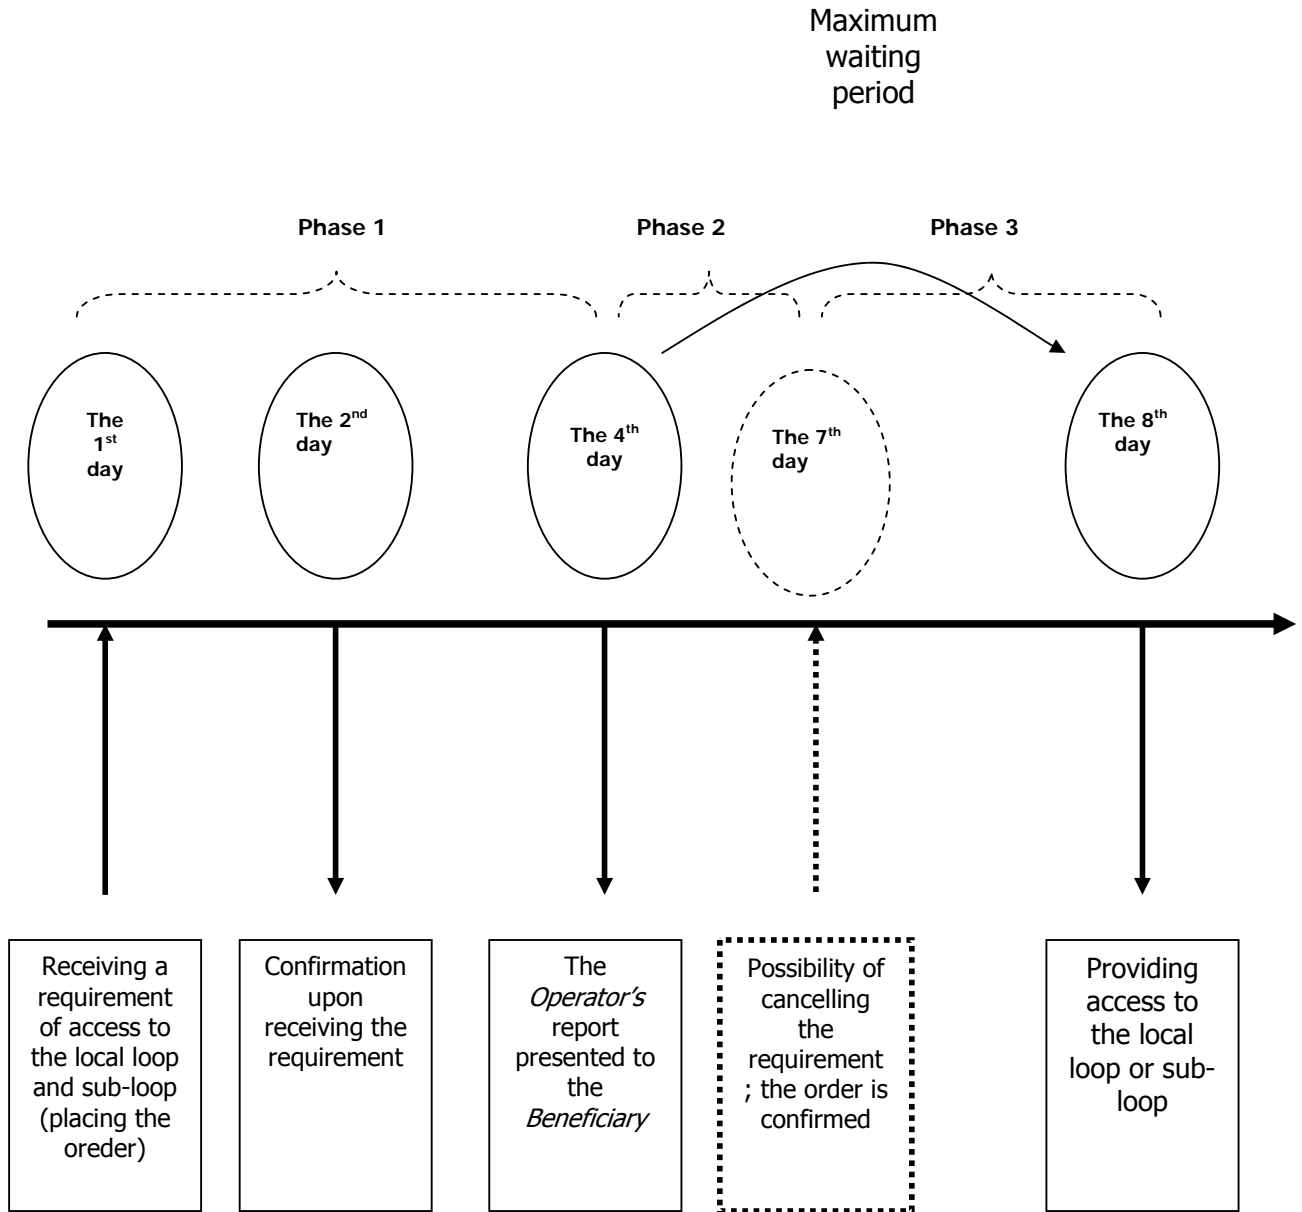 Maximum
waiting
period
Phase 1
Phase 2
Phase 3
The
1st
day
The 2nd
day
The 4th
day
The 7th
day
The 8th
day
Receiving a
requirement
of access to
the local loop
and sub-loop
(placing the
oreder)
Confirmation
upon
receiving the
requirement
The
Operator's
report
presented to
the
Beneficiary
Possibility of
cancelling
the
requirement
; the order is
confirmed
Providing
access to
the local
loop or sub-
loop